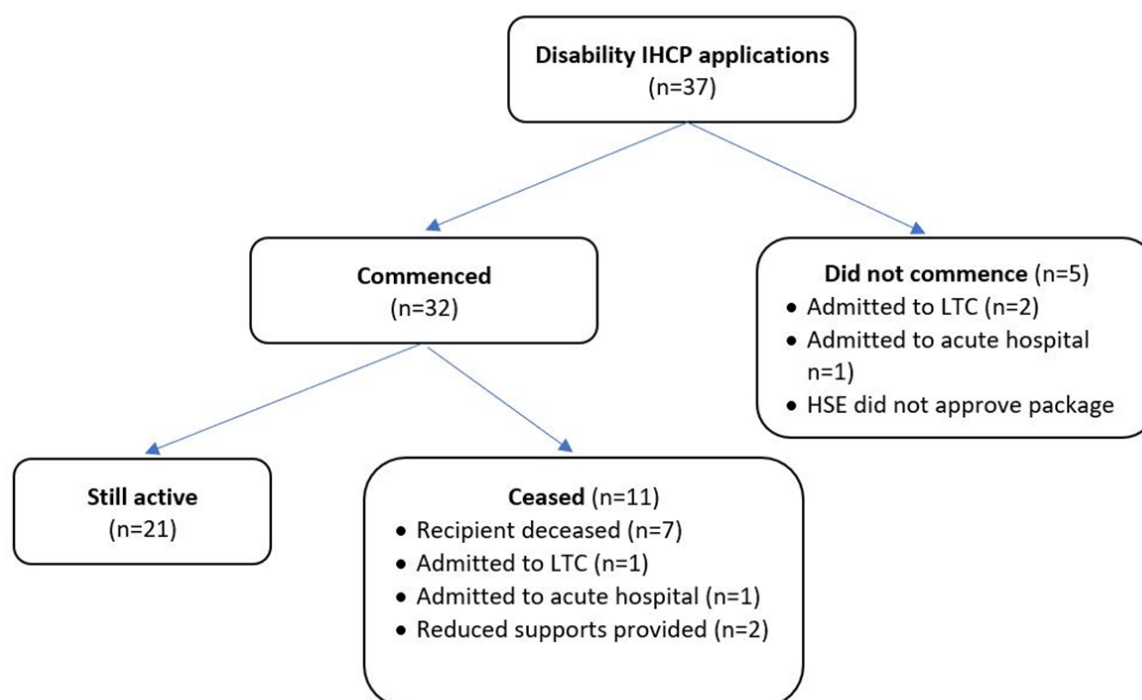 Disability IHCP applications
(n=37)
Commenced
(n=32)
Did not commence (n=5)
• Admitted to LTC (n=2)
• Admitted to acute hospital
n=1)
• HSE did not approve package
Still active
(n=21)
Ceased (n=11)
• Recipient deceased (n=7)
• Admitted to LTC (n=1)
• Admitted to acute hospital (n=1)
• Reduced supports provided (n=2)